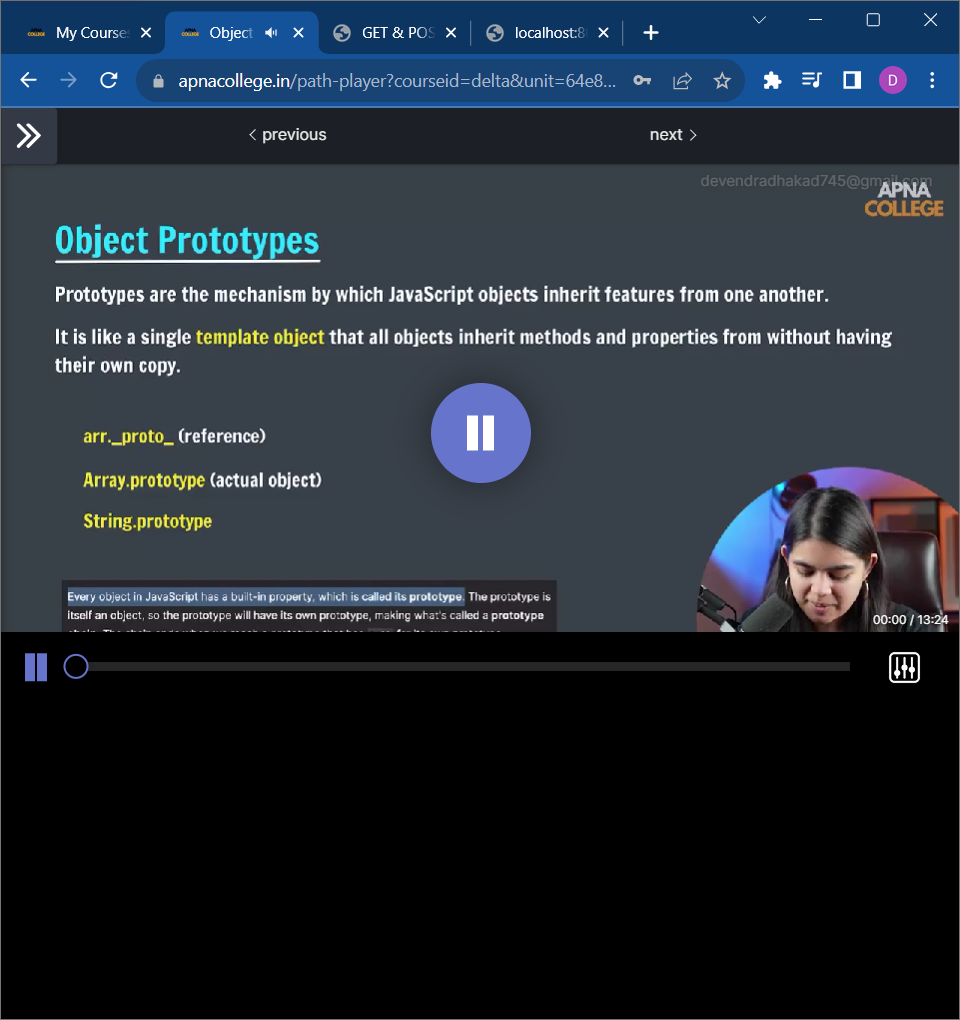 My Course
Object
GET & POS
localhost:8
apnacollege.in/path-player?courseid=delta&unit=64e8...
D
previous
next
devendradhakad745@gmail.com
APNA
COLLEGE
Object Prototypes
Prototypes are the mechanism by which JavaScript objects inherit features from one another.
It is like a single template object that all objects inherit methods and properties from without having
their own copy.
arr._proto_ (reference)
Array.prototype (actual object)
String.prototype
Every object in JavaScript has a built-in property, which is called its prototype. The prototype is
itself an object, so the prototype will have its own prototype, making what's called a prototype
00:00 / 13:24